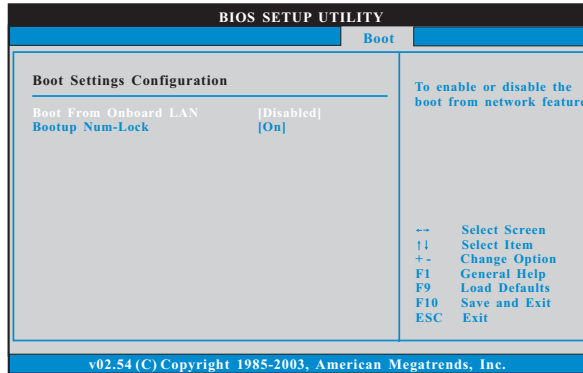 BIOS SETUP UTILITY
Boot
Boot Settings Configuration
Boot From Onboard LAN [Disabled]
Bootup Num-Lock [On]
To enable or disable the
boot from network feature
←→ Select Screen
↑↓ Select Item
+ - Change Option
F1 General Help
F9 Load Defaults
F10 Save and Exit
ESC Exit
v02.54 (C) Copyright 1985-2003, American Megatrends, Inc.